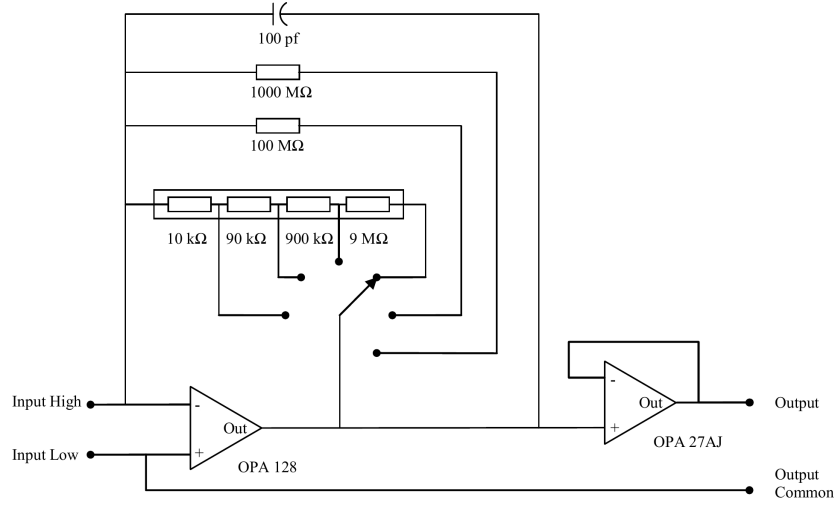 100 pf
1000 MΩ
100 MΩ
10 kΩ 90 kΩ 900 kΩ 9 MΩ
Input High
-
Out
+
Input Low
OPA 128
-
Out
+
OPA 27AJ
Output
Output
Common